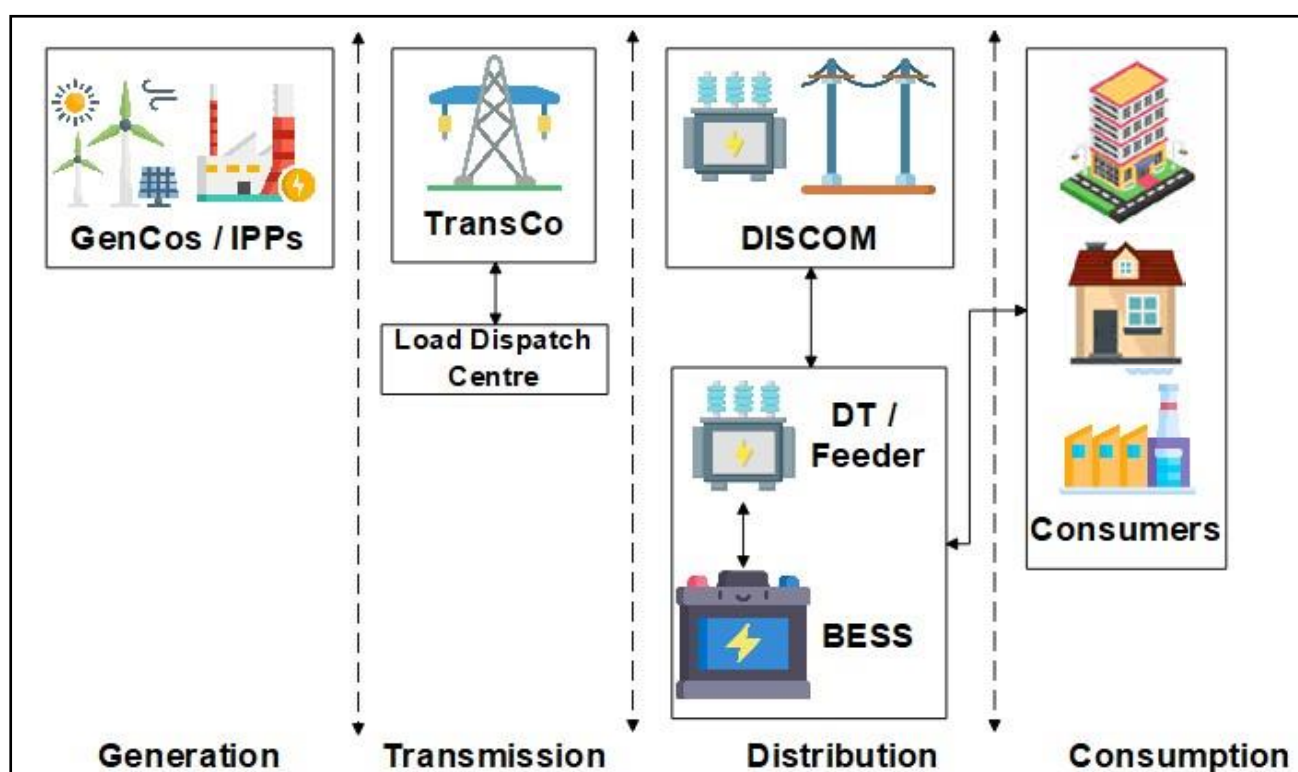 GenCos / IPPs
TransCo
Load Dispatch
Centre
DISCOM
DT /
Feeder
BESS
Consumers
Generation
Transmission
Distribution
Consumption